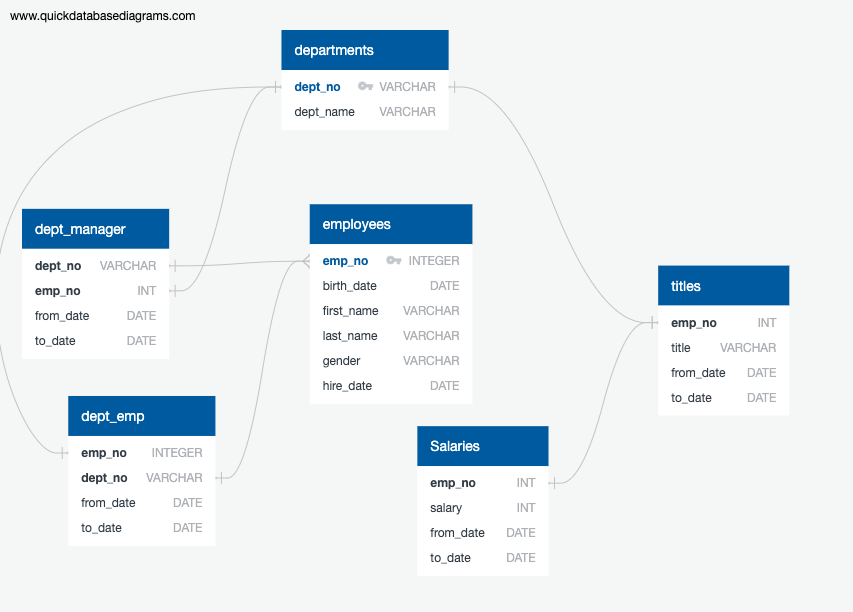 www.quickdatabasediagrams.com
departments
dept_no VARCHAR
dept_name VARCHAR
dept_manager
dept_no VARCHAR
emp_no INT
from_date DATE
to_date DATE
employees
emp_no INTEGER
birth_date DATE
first_name VARCHAR
last_name VARCHAR
gender VARCHAR
hire_date DATE
titles
emp_no INT
title VARCHAR
from_date DATE
to_date DATE
dept_emp
emp_no INTEGER
dept_no VARCHAR
from_date DATE
to_date DATE
Salaries
emp_no INT
salary INT
from_date DATE
to_date DATE